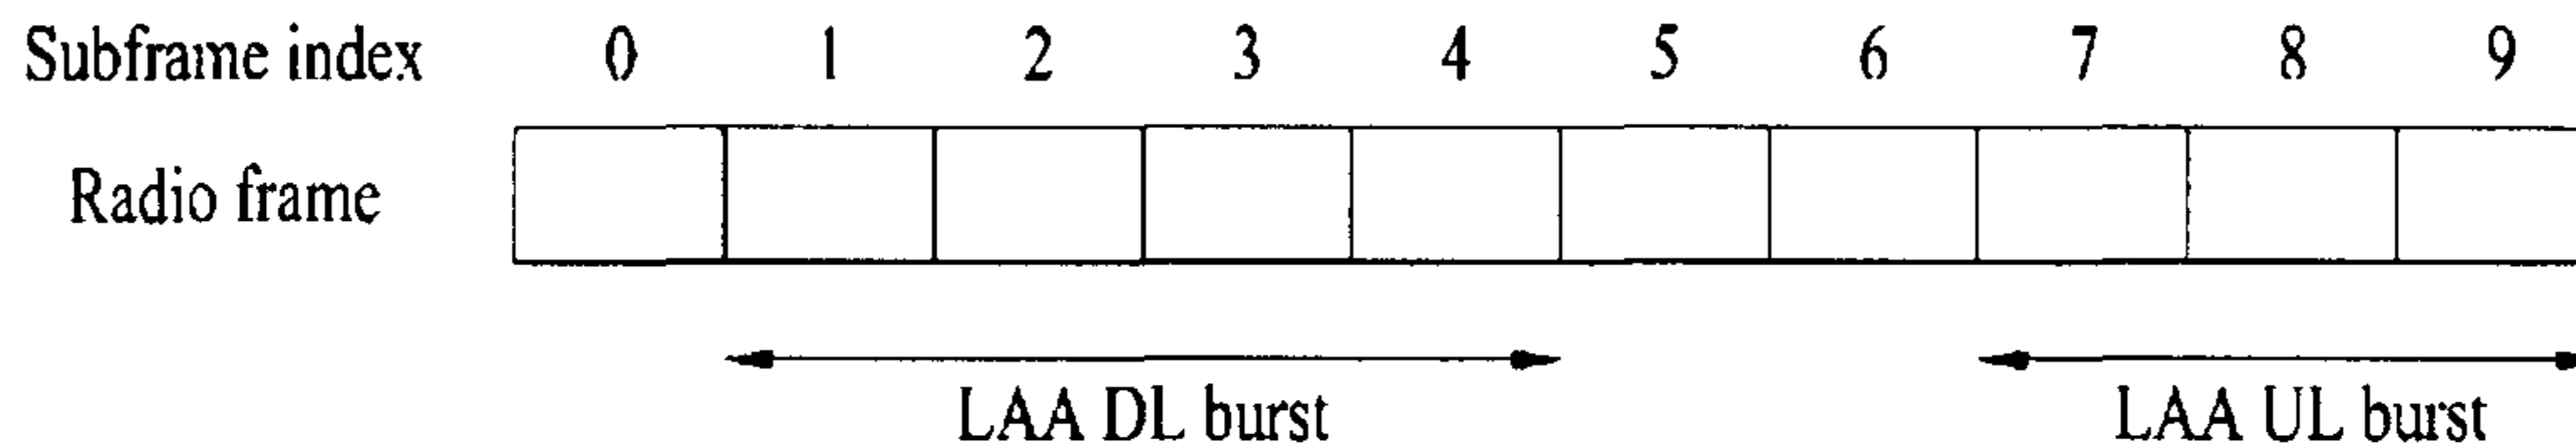 Subframe index 0 1 2 3 4 5 6 7 8 9
Radio frame
LAA DL burst LAA UL burst